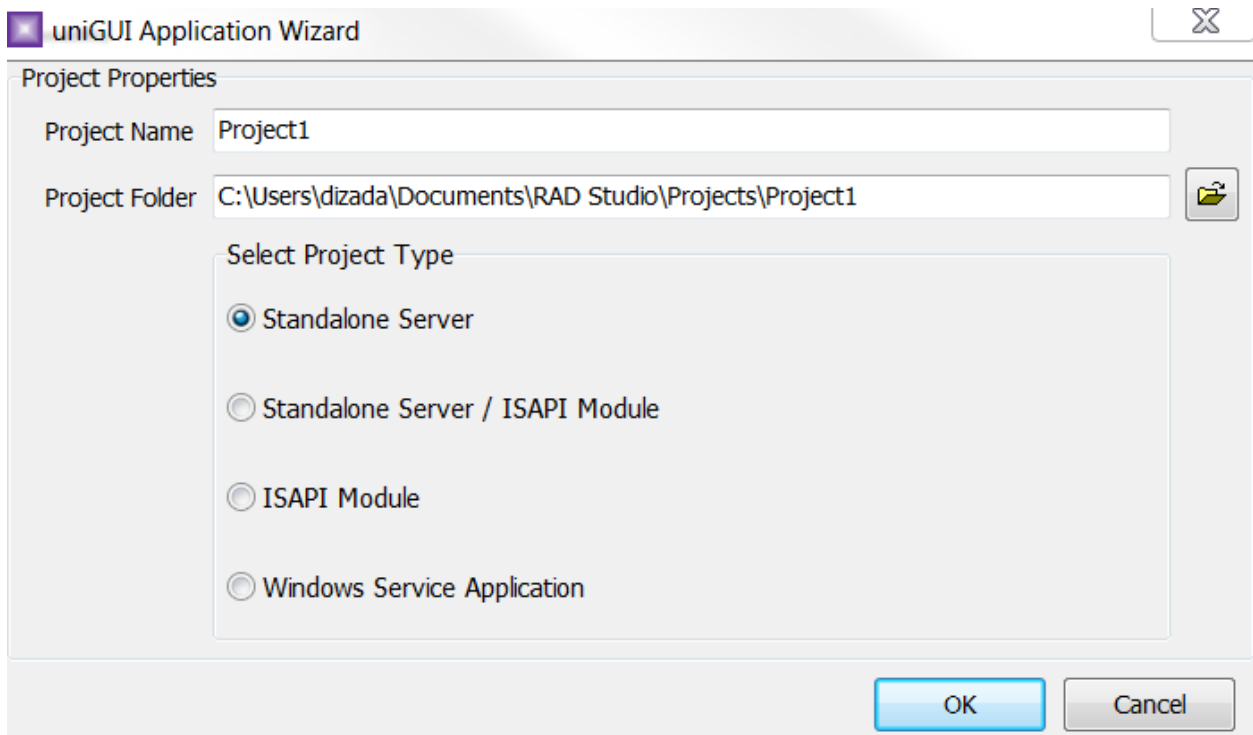 uniGUI Application Wizard
Project Properties
Project Name Project1
Project Folder C:\Users\dizada\Documents\RAD Studio\Projects\Project1
Select Project Type
Standalone Server
Standalone Server / ISAPI Module
ISAPI Module
Windows Service Application
OK Cancel